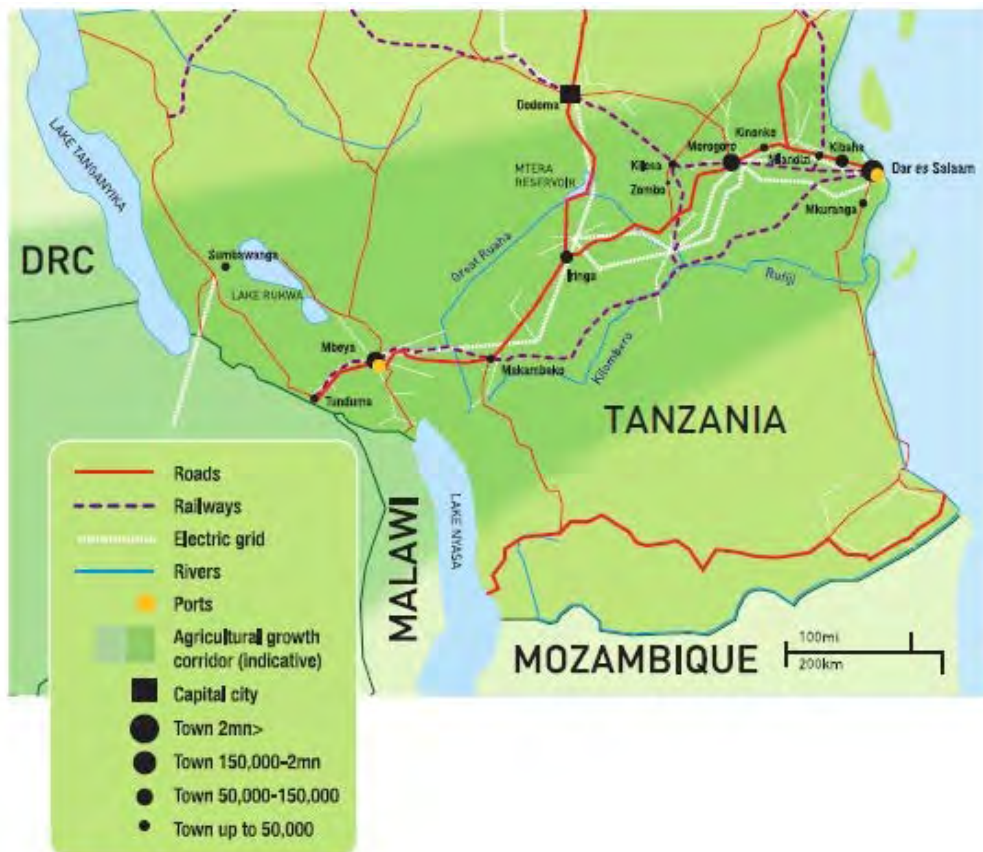 Dodoma
Kinonko
Morogoro
Mlandizi
Kibaha
Dar es Salaam
Kilosa
Zombo
Mkuranga
MTERA
RESERVOIR
LAKE TANGANYIKA
DRC
Sumbawanga
LAKE RUKWA
Great Ruaha
Iringa
Rufiji
Mbeya
Makambako
Kilombero
Tunduma
TANZANIA
LAKE NYASA
MALAWI
MOZAMBIQUE
100mi
200km
Roads
Railways
Electric grid
Rivers
Ports
Agricultural growth
corridor (indicative)
Capital city
Town 2mn>
Town 150,000-2mn
Town 50,000-150,000
Town up to 50,000